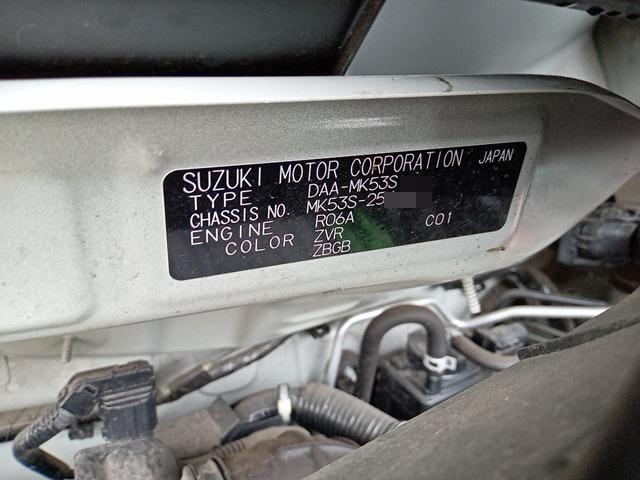 SUZUKI MOTOR CORPORATION JAPAN
TYPE DAA-MK53S
CHASSIS NO. MK53S-25
ENGINE R06A C01
COLOR ZVR
ZBGB